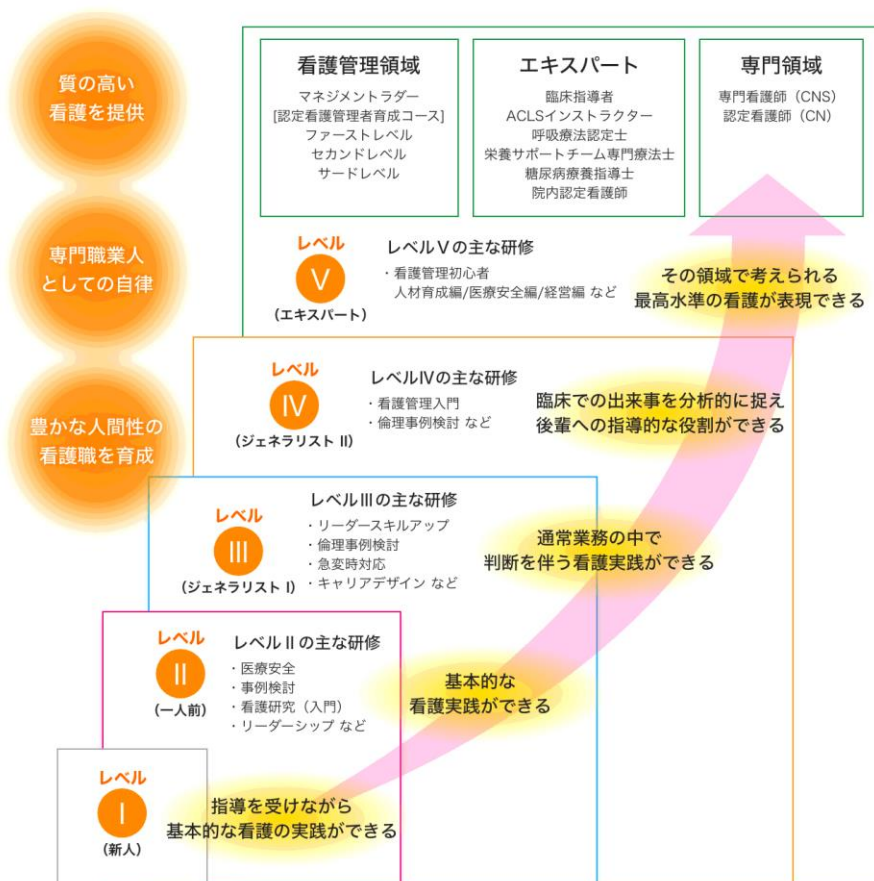 質の高い
看護を提供
専門職業人
としての自律
豊かな人間性の
看護職を育成
看護管理領域
マネジメントラダー
[認定看護管理者育成コース]
ファーストレベル
セカンドレベル
サードレベル
エキスパート
臨床指導者
ACLSインストラクター
呼吸療法認定士
栄養サポートチーム専門療法士
糖尿病療養指導士
院内認定看護師
専門領域
専門看護師（CNS）
認定看護師（CN）
レベル
Ⅴ
（エキスパート）
レベルⅤの主な研修
・看護管理初心者
人材育成編/医療安全編/経営編 など
その領域で考えられる
最高水準の看護が表現できる
レベル
Ⅳ
（ジェネラリスト Ⅱ）
レベルⅣの主な研修
・看護管理入門
・倫理事例検討 など
臨床での出来事を分析的に捉え
後輩への指導的な役割ができる
レベル
Ⅲ
（ジェネラリスト Ⅰ）
レベルⅢの主な研修
・リーダースキルアップ
・倫理事例検討
・急変時対応
・キャリアデザイン など
通常業務の中で
判断を伴う看護実践ができる
レベル
Ⅱ
（一人前）
レベルⅡの主な研修
・医療安全
・事例検討
・看護研究（入門）
・リーダーシップ など
基本的な
看護実践ができる
レベル
Ⅰ
（新人）
指導を受けながら
基本的な看護の実践ができる